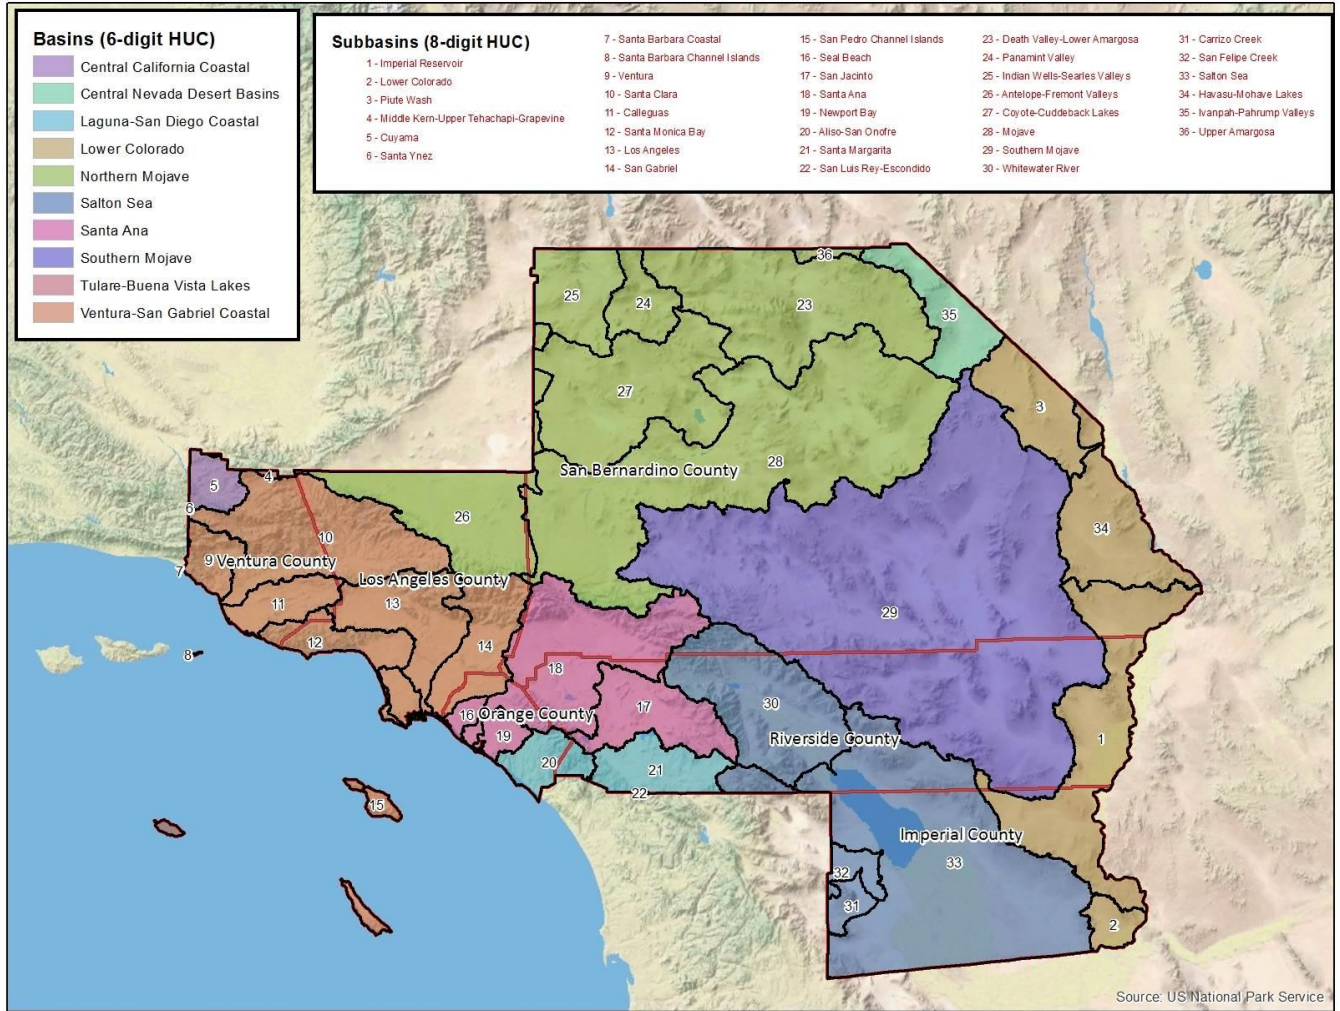 Basins (6-digit HUC)
Central California Coastal
Central Nevada Desert Basins
Laguna-San Diego Coastal
Lower Colorado
Northern Mojave
Salton Sea
Santa Ana
Southern Mojave
Tulare-Buena Vista Lakes
Ventura-San Gabriel Coastal
Subbasins (8-digit HUC)
1 - Imperial Reservoir
2 - Lower Colorado
3 - Piute Wash
4 - Middle Kern-Upper Tehachapi-Grapevine
5 - Cuyama
6 - Santa Ynez
7 - Santa Barbara Coastal
8 - Santa Barbara Channel Islands
9 - Ventura
10 - Santa Clara
11 - Calleguas
12 - Santa Monica Bay
13 - Los Angeles
14 - San Gabriel
15 - San Pedro Channel Islands
16 - Seal Beach
17 - San Jacinto
18 - Santa Ana
19 - Newport Bay
20 - Aliso-San Onofre
21 - Santa Margarita
22 - San Luis Rey-Escondido
23 - Death Valley-Lower Amargosa
24 - Panamint Valley
25 - Indian Wells-Searles Valleys
26 - Antelope-Fremont Valleys
27 - Coyote-Cuddeback Lakes
28 - Mojave
29 - Southern Mojave
30 - Whitewater River
31 - Carrizo Creek
32 - San Felipe Creek
33 - Salton Sea
34 - Havasu-Mohave Lakes
35 - Ivanpah-Pahrump Valleys
36 - Upper Amargosa
36
25
24
23
35
27
3
28
San Bernardino County
4
5
6
26
10
34
9
Ventura County
7
Los Angeles County
11
13
29
12
14
8
18
30
17
16
Orange County
19
Riverside County
1
20
21
22
15
Imperial County
33
32
31
2
Source: US National Park Service